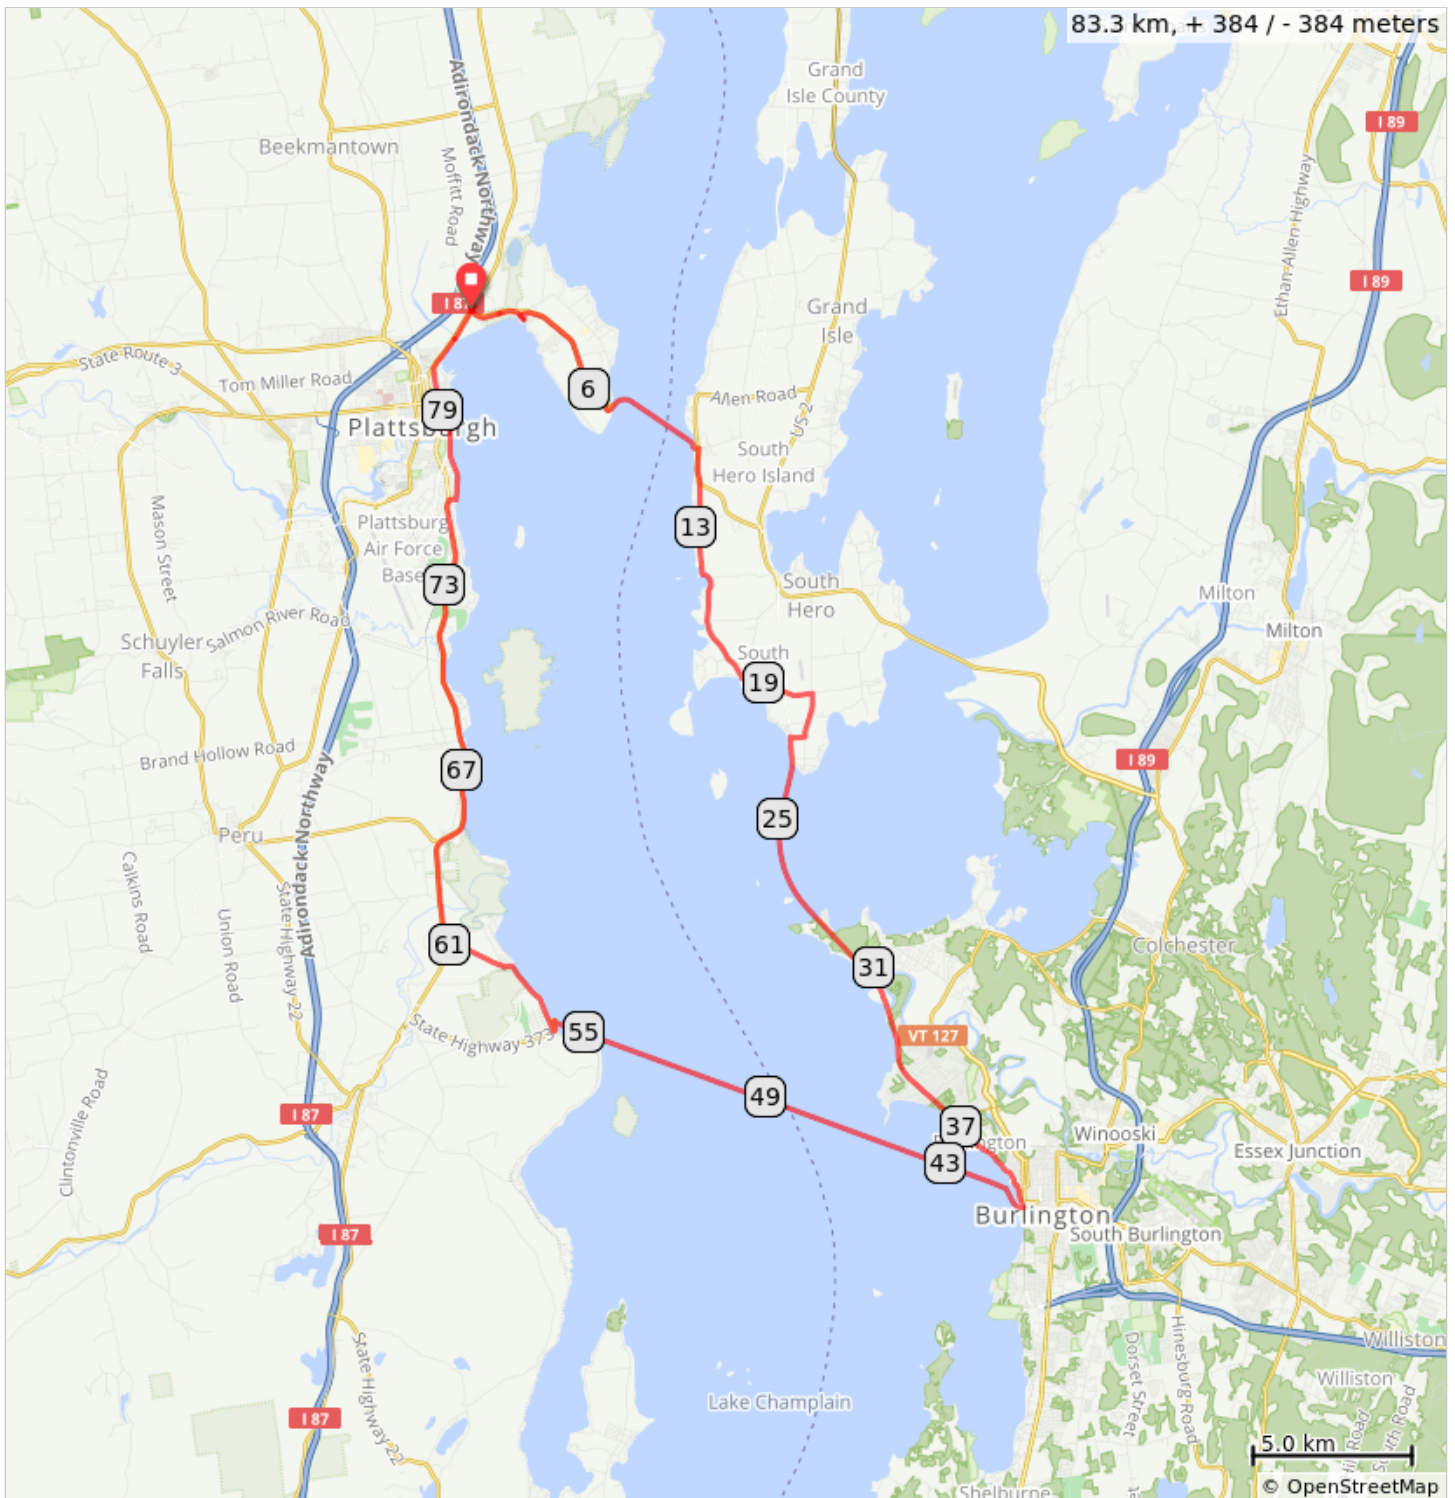 83.3 km, + 384 / - 384 meters
Grand
Isle County
I 89
Adirondack Northway
Beekmantown
Moffitt Road
Ethan Allen Highway
I 89
I 87
Grand
Isle
State Route 3
Tom Miller Road
6
Allen Road
US 2
79
Plattsburgh
South
Hero Island
Mason Street
Plattsburg
Air Force
Base
13
73
South
Hero
Milton
Milton
Salmon River Road
Schuyler
Falls
South
19
Brand Hollow Road
67
I 89
Adirondack Northway
Peru
25
Calkins Road
Union Road
State Highway 22
61
31
Colchester
State Highway 373
55
VT 127
Clintonville Road
49
I 87
37
Winooski
Essex Junction
43
Burlington
South Burlington
I 87
State Highway 22
Dorset Street
Hinesburg Road
Williston
Williston
Lake Champlain
I 87
5.0 km
Shelburne
© OpenStreetMap